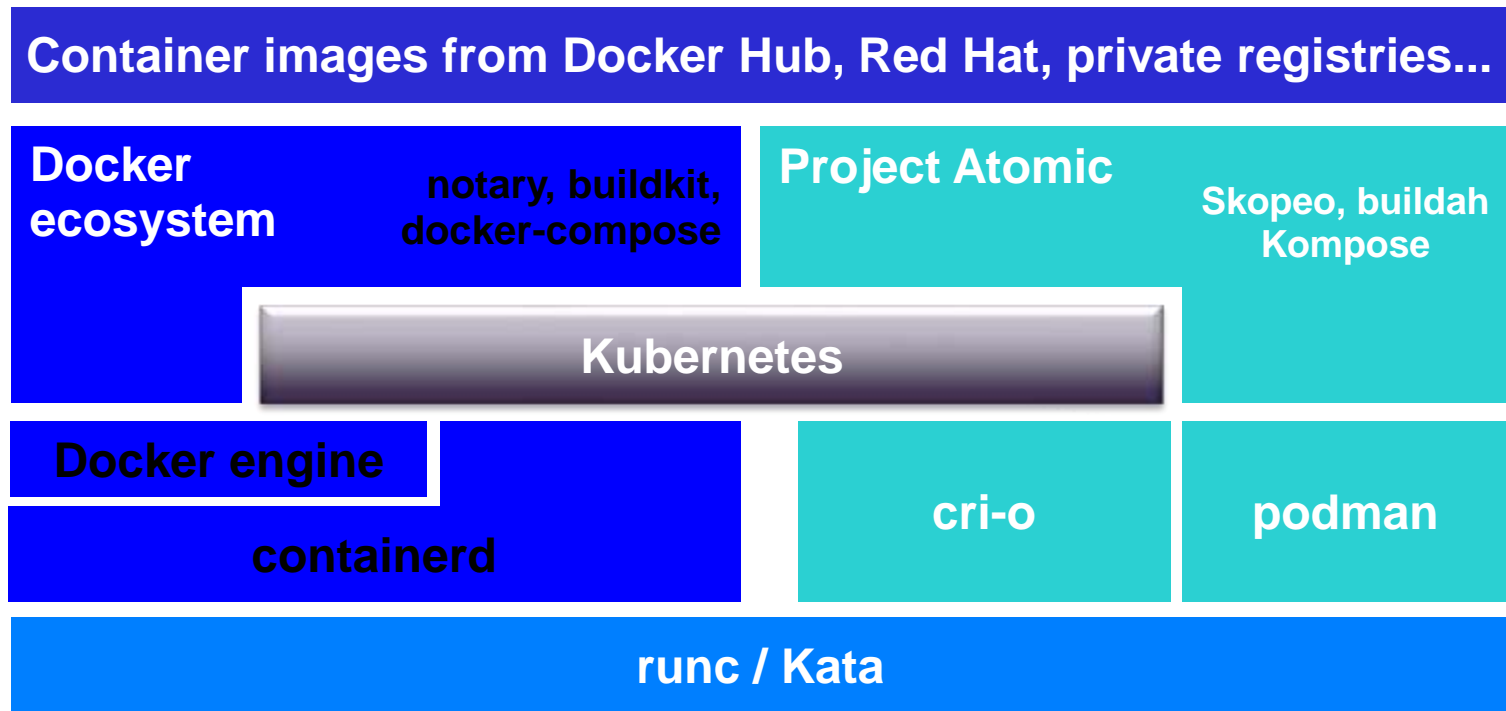 Container images from Docker Hub, Red Hat, private registries...
Docker
ecosystem
notary, buildkit,
docker-compose
Project Atomic
Skopeo, buildah
Kompose
Kubernetes
Docker engine
containerd
cri-o
podman
runc / Kata